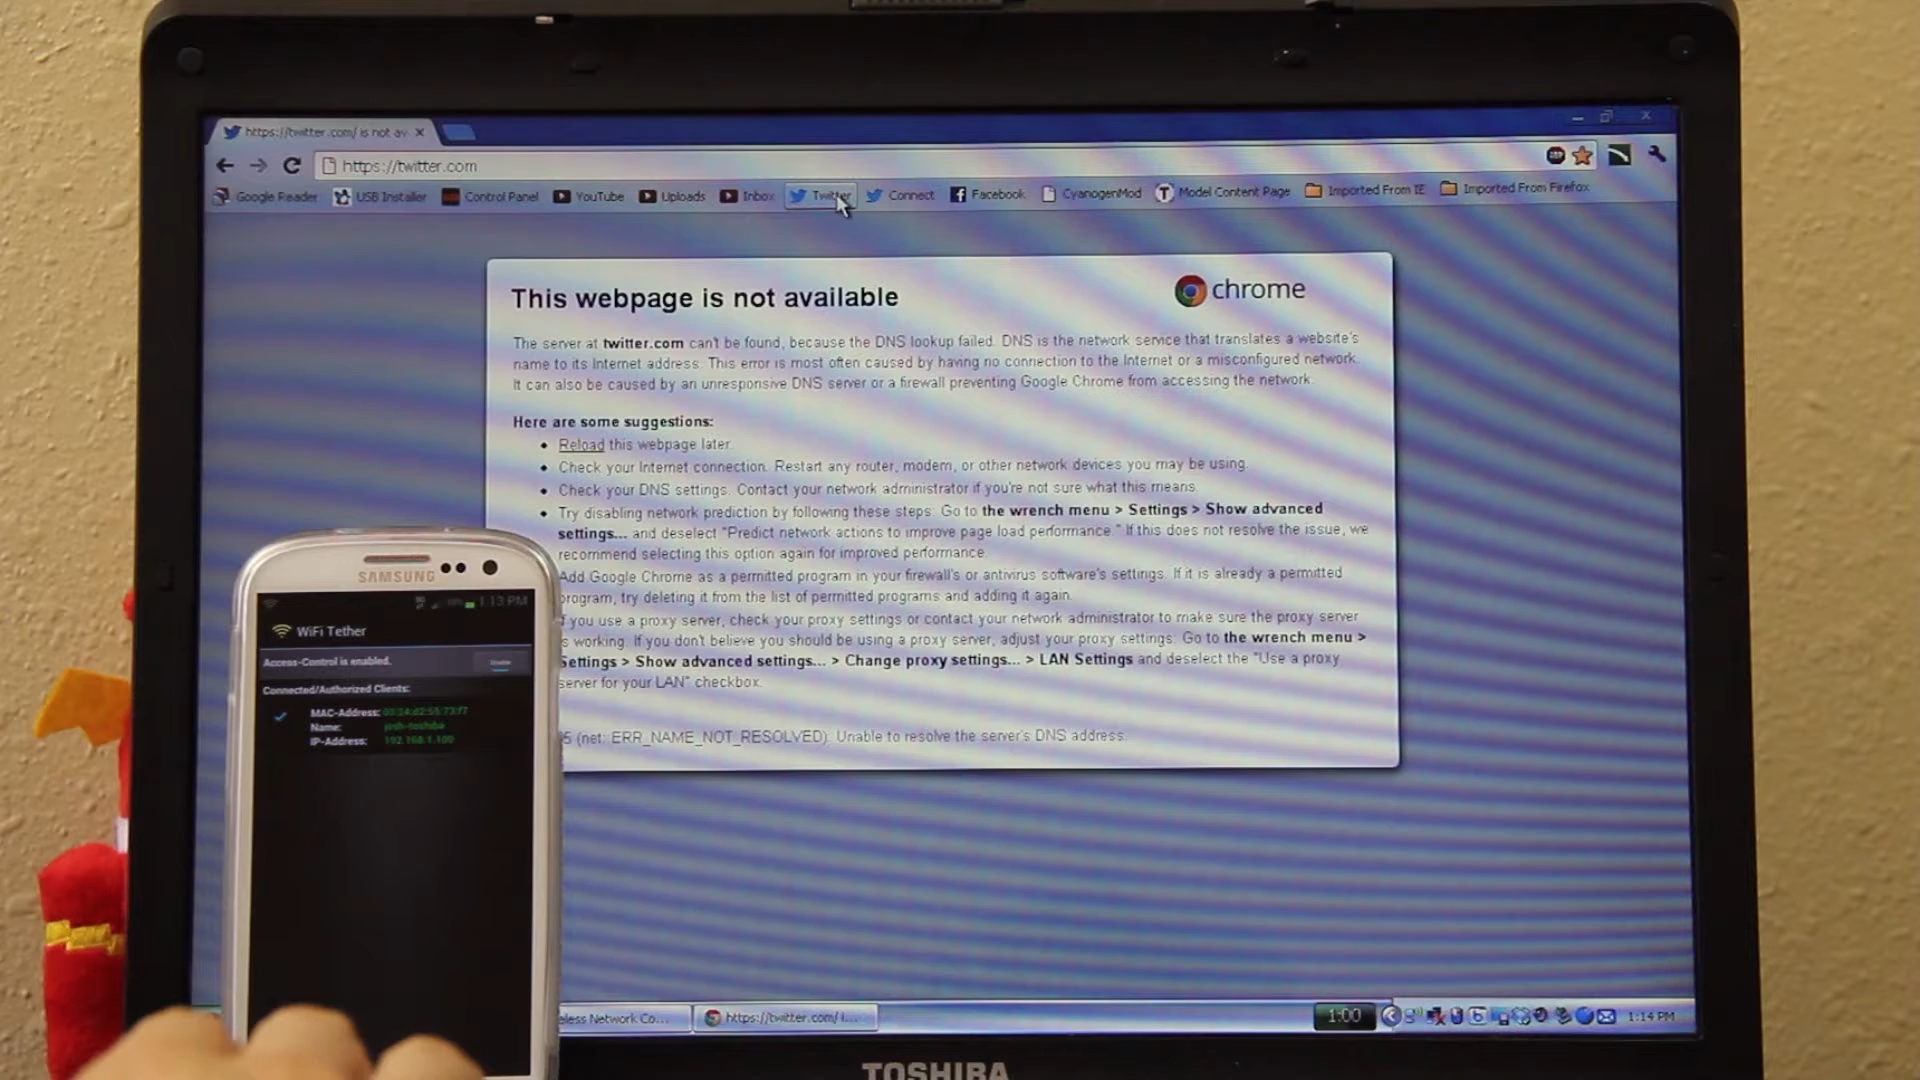 https://twitter.com/ is not av
https://twitter.com
Google Reader USB Installer Control Panel YouTube Uploads Inbox Twitter Connect Facebook CyanogenMod Model Content Page Imported From IE Imported From Firefox
This webpage is not available
chrome
The server at twitter.com can't be found, because the DNS lookup failed. DNS is the network service that translates a website's
name to its Internet address. This error is most often caused by having no connection to the Internet or a misconfigured network.
It can also be caused by an unresponsive DNS server or a firewall preventing Google Chrome from accessing the network.
Here are some suggestions:
Reload this webpage later.
Check your Internet connection. Restart any router, modem, or other network devices you may be using.
Check your DNS settings. Contact your network administrator if you're not sure what this means.
Try disabling network prediction by following these steps: Go to the wrench menu > Settings > Show advanced
settings... and deselect "Predict network actions to improve page load performance." If this does not resolve the issue, we
recommend selecting this option again for improved performance.
Add Google Chrome as a permitted program in your firewall's or antivirus software's settings. If it is already a permitted
program, try deleting it from the list of permitted programs and adding it again.
If you use a proxy server, check your proxy settings or contact your network administrator to make sure the proxy server
is working. If you don't believe you should be using a proxy server, adjust your proxy settings: Go to the wrench menu >
Settings > Show advanced settings... > Change proxy settings... > LAN Settings and deselect the "Use a proxy
server for your LAN" checkbox.
(net::ERR_NAME_NOT_RESOLVED): Unable to resolve the server's DNS address.
SAMSUNG
1:13 PM
WiFi Tether
Access-Control is enabled.
Connected/Authorized Clients:
MAC-Address:
Name: josh-toshiba
IP-Address: 192.168.1.100
eless Network Co...
https://twitter.com/ i...
1:00
1:14 PM
TOSHIBA